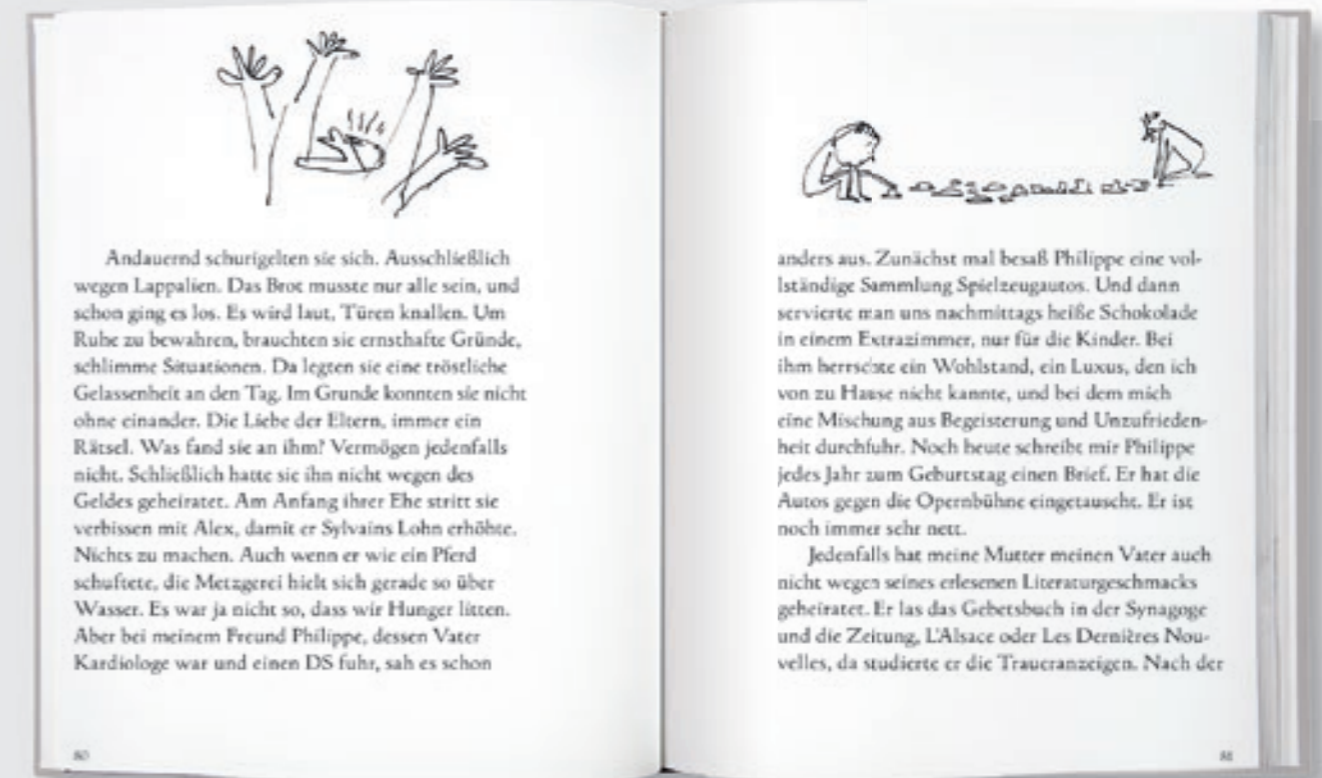 Andauernd schurigelten sie sich. Ausschließlich
wegen Lappalien. Das Brot musste nur alle sein, und
schon ging es los. Es wird laut, Türen knallen. Um
Ruhe zu bewahren, brauchten sie ernsthafte Gründe,
schlimme Situationen. Da legten sie eine tröstliche
Gelassenheit an den Tag. Im Grunde konnten sie nicht
ohne einander. Die Liebe der Eltern, immer ein
Rätsel. Was fand sie an ihm? Vermögen jedenfalls
nicht. Schließlich hatte sie ihn nicht wegen des
Geldes geheiratet. Am Anfang ihrer Ehe stritt sie
verbissen mit Alex, damit er Sylvains Lohn erhöhte.
Nichts zu machen. Auch wenn er wie ein Pferd
schuftete, die Metzgerei hielt sich gerade so über
Wasser. Es war ja nicht so, dass wir Hunger litten.
Aber bei meinem Freund Philippe, dessen Vater
Kardiologe war und einen DS fuhr, sah es schon
80
anders aus. Zunächst mal besaß Philippe eine vol-
lständige Sammlung Spielzeugautos. Und dann
servierte man uns nachmittags heiße Schokolade
in einem Extrazimmer, nur für die Kinder. Bei
ihm herrschte ein Wohlstand, ein Luxus, den ich
von zu Hause nicht kannte, und bei dem mich
eine Mischung aus Begeisterung und Unzufrieden-
heit durchfuhr. Noch heute schreibt mir Philippe
jedes Jahr zum Geburtstag einen Brief. Er hat die
Autos gegen die Opernbühne eingetauscht. Er ist
noch immer sehr nett.
Jedenfalls hat meine Mutter meinen Vater auch
nicht wegen seines erlesenen Literaturgeschmacks
geheiratet. Er las das Gebetsbuch in der Synagoge
und die Zeitung, L'Alsace oder Les Dernières Nou-
velles, da studierte er die Traueranzeigen. Nach der
81